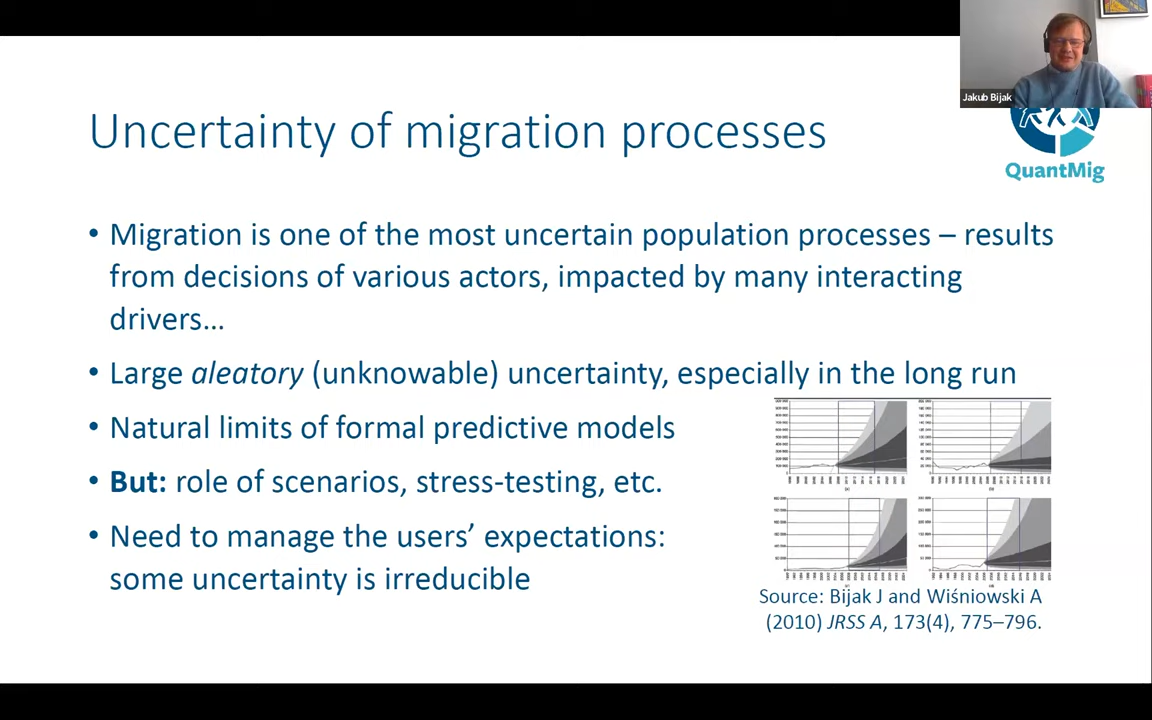 Jakub Bijak
Uncertainty of migration processes
QuantMig
• Migration is one of the most uncertain population processes – results
from decisions of various actors, impacted by many interacting
drivers…
• Large aleatory (unknowable) uncertainty, especially in the long run
• Natural limits of formal predictive models
• But: role of scenarios, stress-testing, etc.
• Need to manage the users’ expectations:
some uncertainty is irreducible
Source: Bijak J and Wiśniowski A
(2010) JRSS A, 173(4), 775–796.